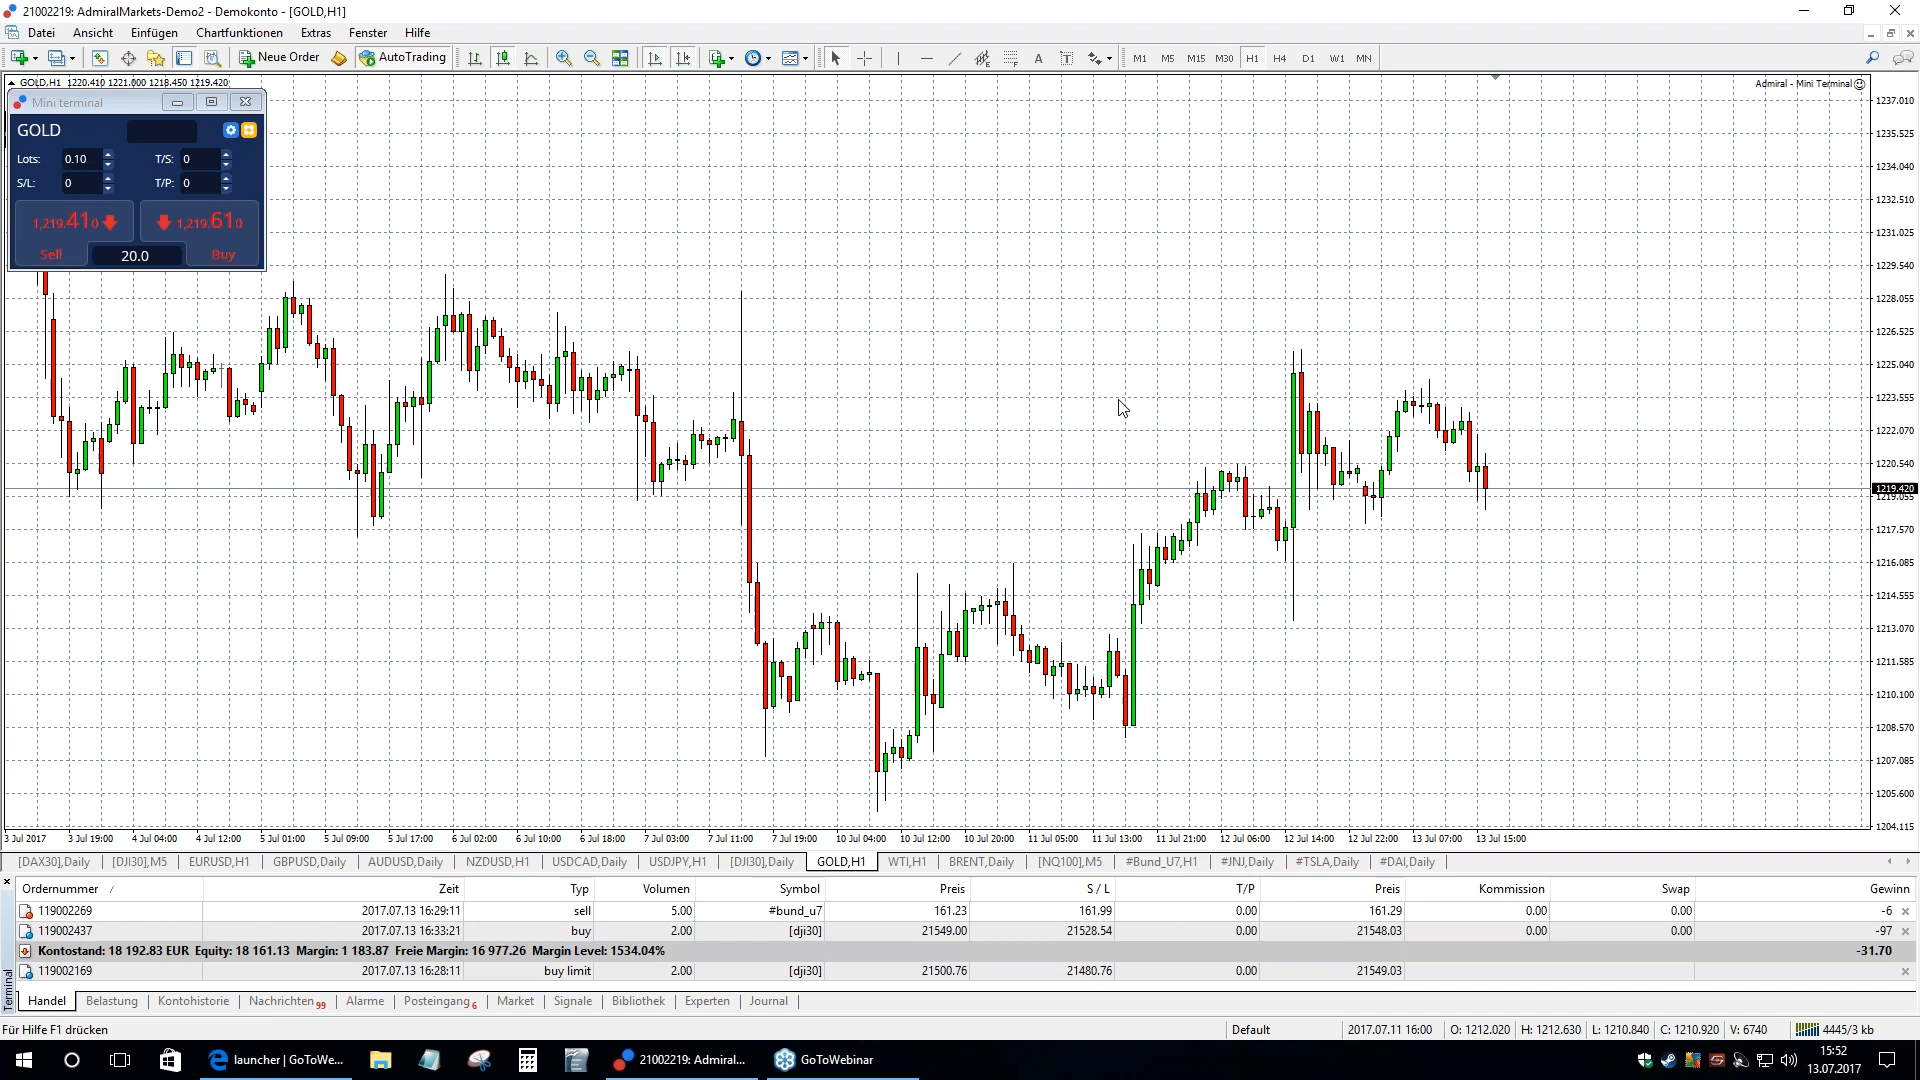 21002219: AdmiralMarkets-Demo2 - Demokonto - [GOLD,H1]
Datei Ansicht Einfügen Chartfunktionen Extras Fenster Hilfe
Neue Order AutoTrading A T M1 M5 M15 M30 H1 H4 D1 W1 MN
GOLD,H1 1220.410 1221.000 1218.450 1219.420
Admiral - Mini Terminal
Mini terminal
GOLD
Lots: 0.10 T/S: 0
S/L: 0 T/P: 0
1,219.410 1,219.610
Sell 20.0 Buy
1237.010
1235.525
1234.040
1232.510
1231.025
1229.540
1228.055
1226.525
1225.040
1223.555
1222.070
1220.540
1219.420
1219.055
1217.570
1216.085
1214.555
1213.070
1211.585
1210.100
1208.570
1207.085
1205.600
1204.115
3 Jul 2017 3 Jul 19:00 4 Jul 04:00 4 Jul 12:00 5 Jul 01:00 5 Jul 09:00 5 Jul 17:00 6 Jul 02:00 6 Jul 10:00 6 Jul 18:00 7 Jul 03:00 7 Jul 11:00 7 Jul 19:00 10 Jul 04:00 10 Jul 12:00 10 Jul 20:00 11 Jul 05:00 11 Jul 13:00 11 Jul 21:00 12 Jul 06:00 12 Jul 14:00 12 Jul 22:00 13 Jul 07:00 13 Jul 15:00
[DAX30],Daily [DJI30],M5 EURUSD,H1 GBPUSD,Daily AUDUSD,Daily NZDUSD,H1 USDCAD,Daily USDJPY,H1 [DJI30],Daily GOLD,H1 WTI,H1 BRENT,Daily [NQ100],M5 #Bund_U7,H1 #JNJ,Daily #TSLA,Daily #DAI,Daily
Ordernummer / Zeit Typ Volumen Symbol Preis S / L T/P Preis Kommission Swap Gewinn
119002269 2017.07.13 16:29:11 sell 5.00 #bund_u7 161.23 161.99 0.00 161.29 0.00 0.00 -6
119002437 2017.07.13 16:33:21 buy 2.00 [dji30] 21549.00 21528.54 0.00 21548.03 0.00 0.00 -97
Kontostand: 18 192.83 EUR Equity: 18 161.13 Margin: 1 183.87 Freie Margin: 16 977.26 Margin Level: 1534.04% -31.70
119002169 2017.07.13 16:28:11 buy limit 2.00 [dji30] 21500.76 21480.76 0.00 21549.03
Terminal
Handel Belastung Kontohistorie Nachrichten 99 Alarme Posteingang 6 Market Signale Bibliothek Experten Journal
Für Hilfe F1 drücken Default 2017.07.11 16:00 O: 1212.020 H: 1212.630 L: 1210.840 C: 1210.920 V: 6740 4445/3 kb
launcher | GoToWe... 21002219: Admiral... GoToWebinar
15:52
13.07.2017